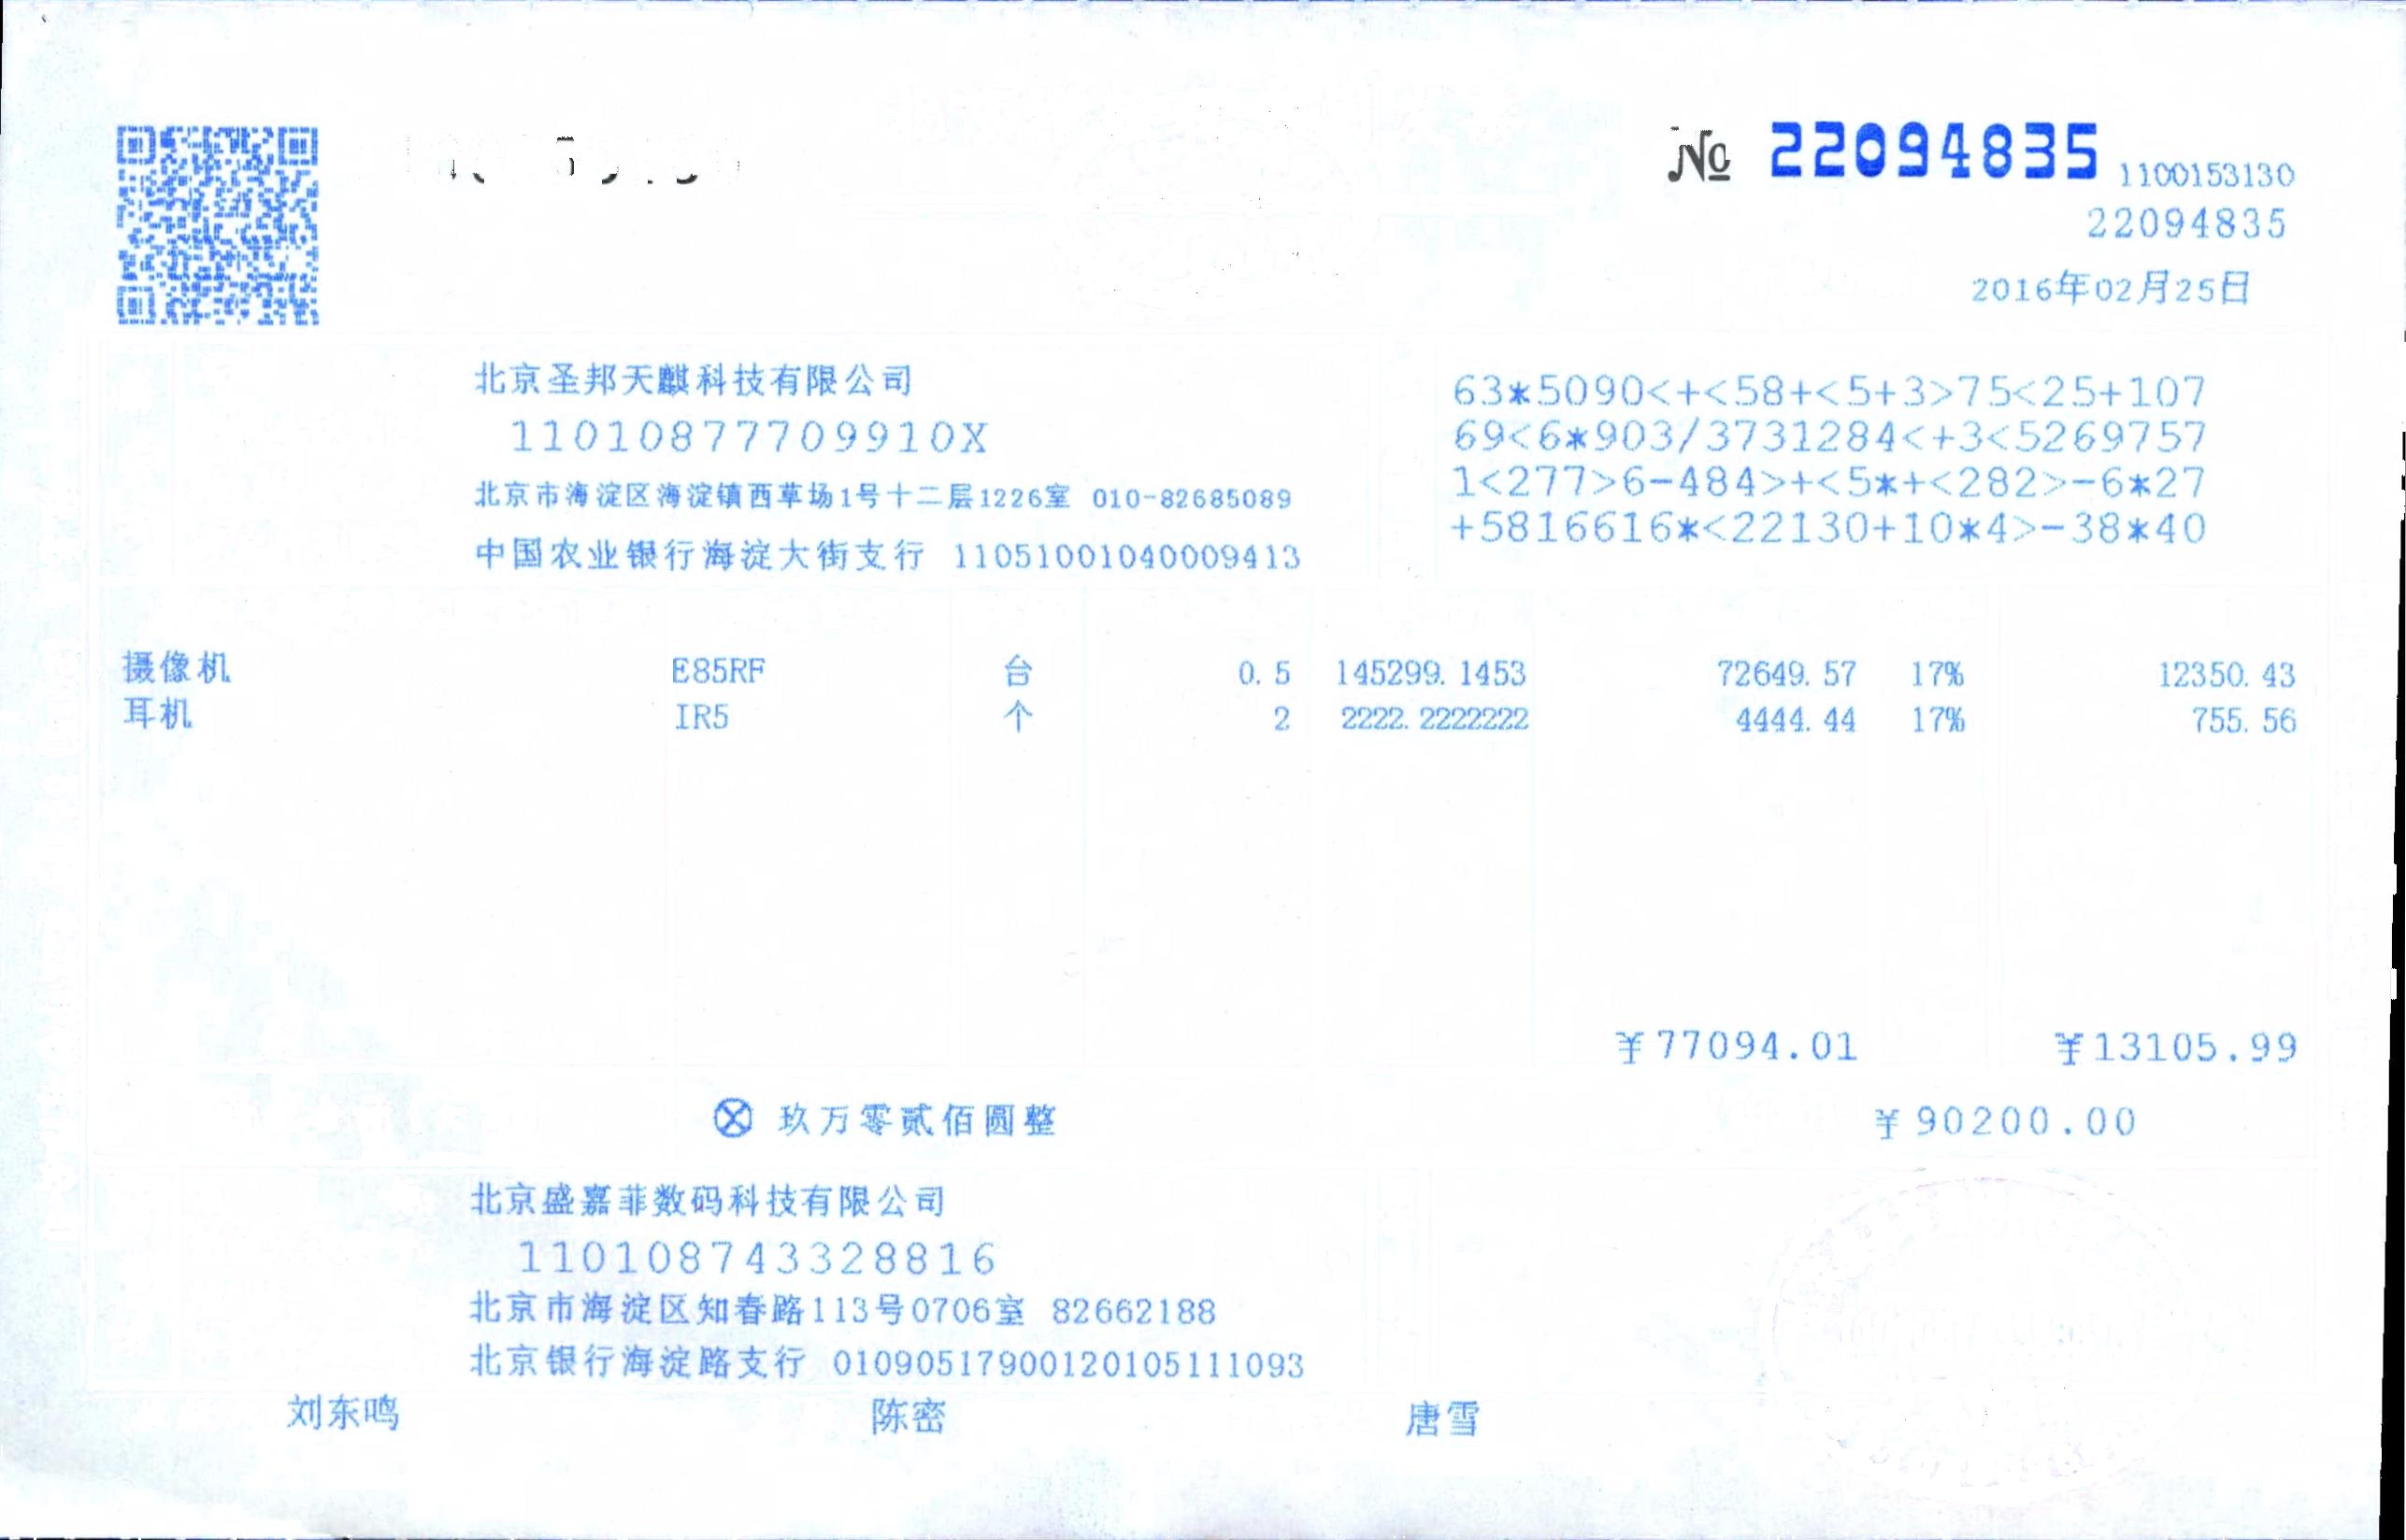 № 22094835 1100153130
22094835
2016年02月25日
北京圣邦天麒科技有限公司
11010877709910X
北京市海淀区海淀镇西草场1号十二层1226室 010-82685089
中国农业银行海淀大街支行 11051001040009413
63*5090<+<58+<5+3>75<25+107
69<6*903/3731284<+3<5269757
1<277>6-484>+<5*+<282>-6*27
+5816616*<22130+10*4>-38*40
摄像机 E85RF 台 0.5 145299.1453 72649.57 17% 12350.43
耳机 IR5 个 2 2222.2222222 4444.44 17% 755.56
¥77094.01 ¥13105.99
ⓧ 玖万零贰佰圆整 ¥90200.00
北京盛嘉菲数码科技有限公司
110108743328816
北京市海淀区知春路113号0706室 82662188
北京银行海淀路支行 01090517900120105111093
刘东鸣 陈密 唐雪